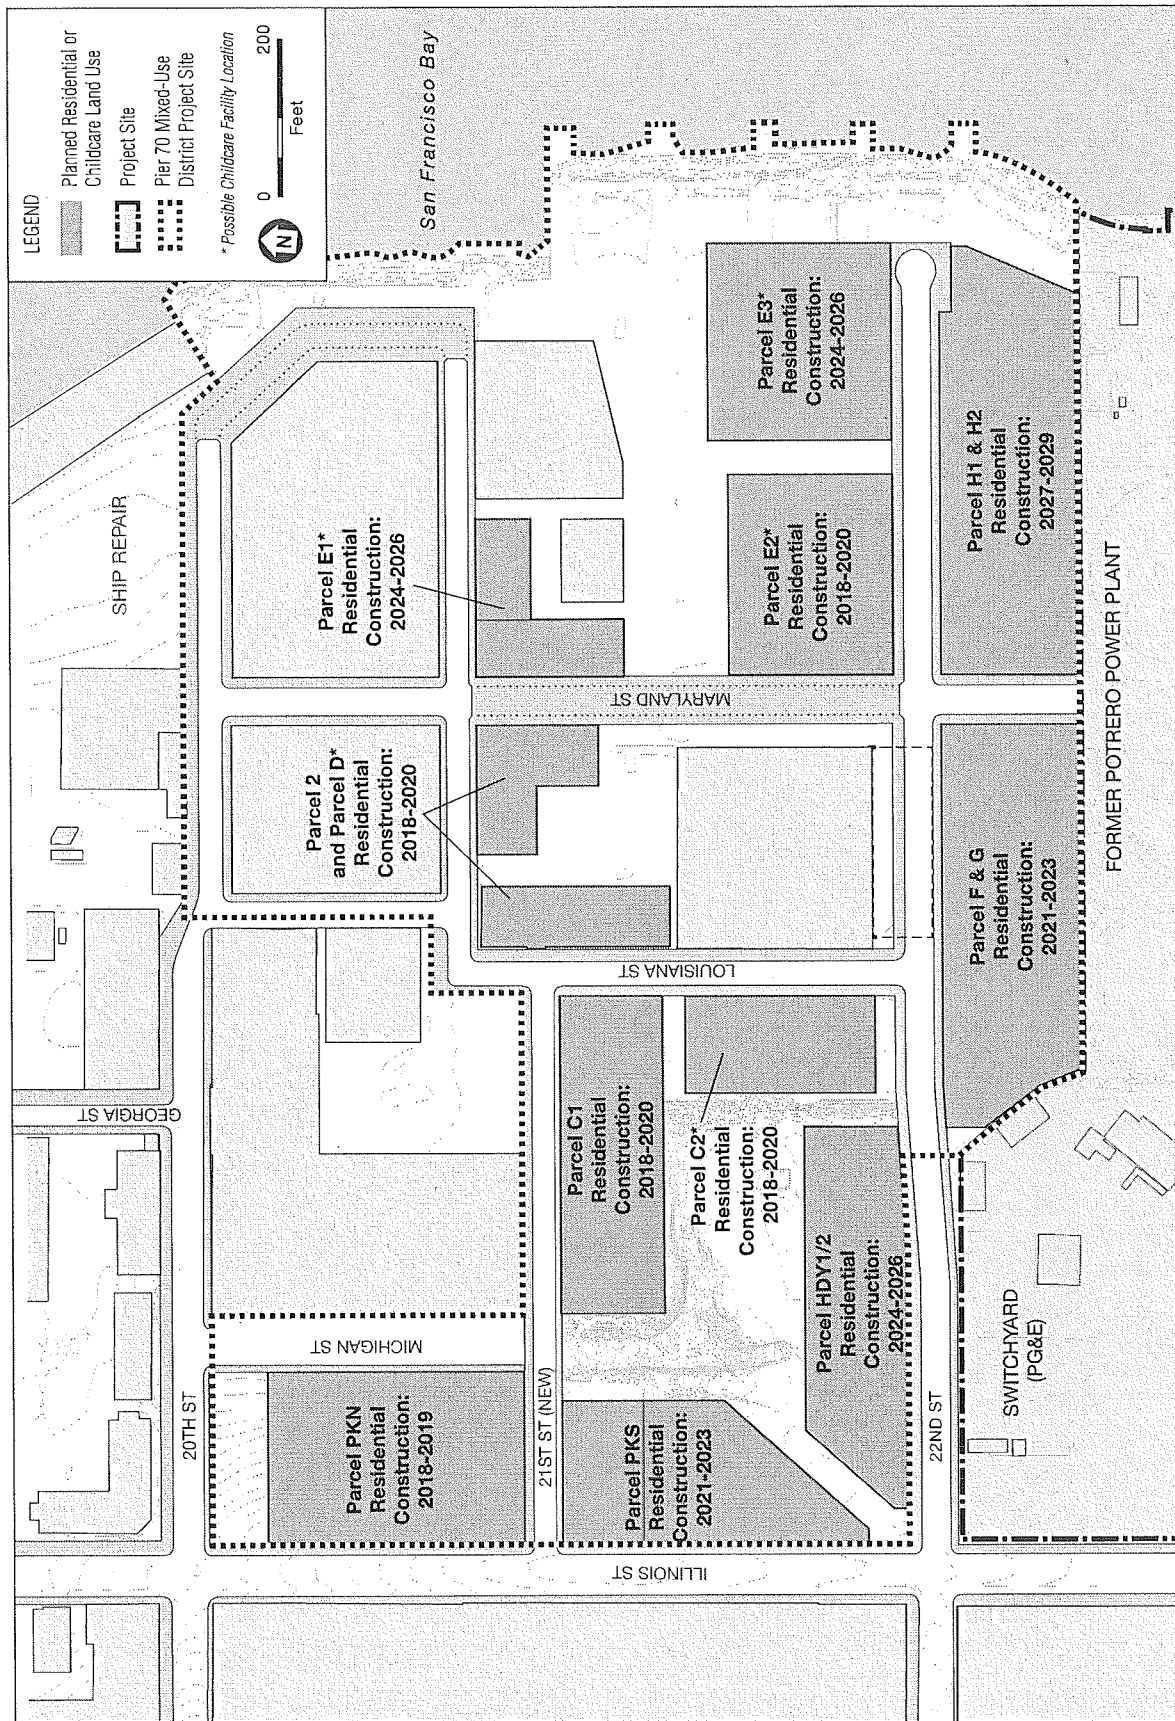 LEGEND
Planned Residential or
Childcare Land Use
Project Site
Pier 70 Mixed-Use
District Project Site
* Possible Childcare Facility Location
N
0
200
Feet
San Francisco Bay
SHIP REPAIR
Parcel E1*
Residential
Construction:
2024-2026
Parcel E3*
Residential
Construction:
2024-2026
Parcel E2*
Residential
Construction:
2018-2020
Parcel H1 & H2
Residential
Construction:
2027-2029
MARYLAND ST
Parcel 2
and Parcel D*
Residential
Construction:
2018-2020
Parcel F & G
Residential
Construction:
2021-2023
FORMER POTRERO POWER PLANT
LOUISIANA ST
GEORGIA ST
Parcel C1
Residential
Construction:
2018-2020
Parcel C2*
Residential
Construction:
2018-2020
Parcel HDY1/2
Residential
Construction:
2024-2026
MICHIGAN ST
20TH ST
Parcel PKN
Residential
Construction:
2018-2019
21ST ST (NEW)
Parcel PKS
Residential
Construction:
2021-2023
22ND ST
SWITCHYARD
(PG&E)
ILLINOIS ST